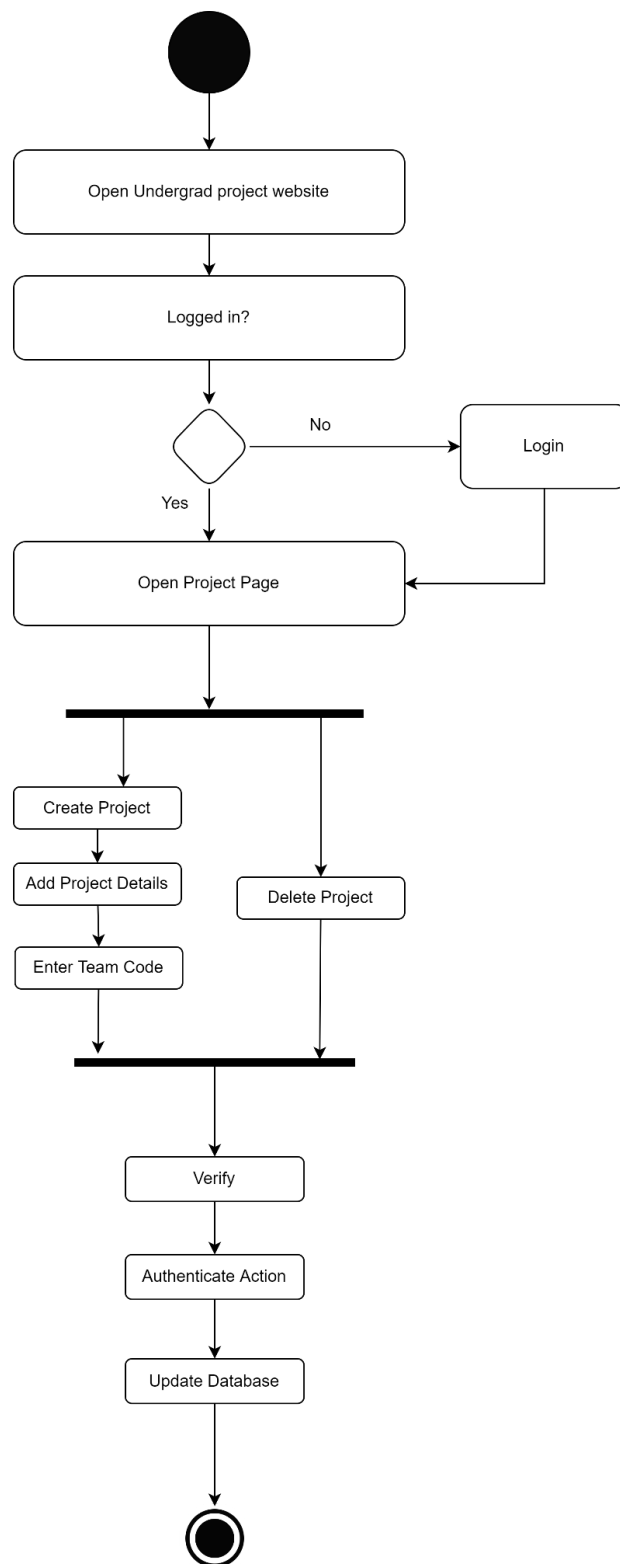 Open Undergrad project website
Logged in?
No
Login
Yes
Open Project Page
Create Project
Add Project Details
Delete Project
Enter Team Code
Verify
Authenticate Action
Update Database